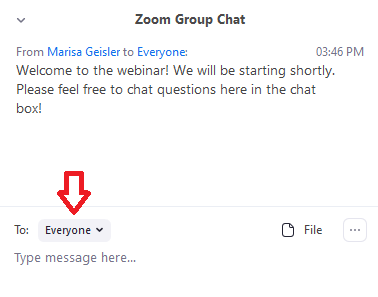 Zoom Group Chat
From Marisa Geisler to Everyone: 03:46 PM
Welcome to the webinar! We will be starting shortly.
Please feel free to chat questions here in the chat
box!
To: Everyone File
Type message here...